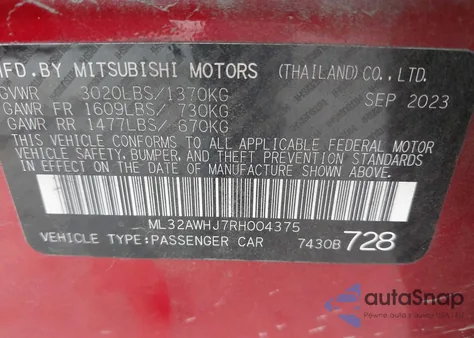 MFD. BY MITSUBISHI MOTORS (THAILAND) CO., LTD.
GVWR 3020LBS/1370KG SEP 2023
GAWR FR 1609LBS/ 730KG
GAWR RR 1477LBS/ 670KG
THIS VEHICLE CONFORMS TO ALL APPLICABLE U.S. FEDERAL MOTOR
VEHICLE SAFETY, BUMPER, AND THEFT PREVENTION STANDARDS
IN EFFECT ON THE DATE OF MANUFACTURE SHOWN ABOVE.
ML32AWHJ7RH004375
VEHICLE TYPE:PASSENGER CAR 7430B 728
autoSnap